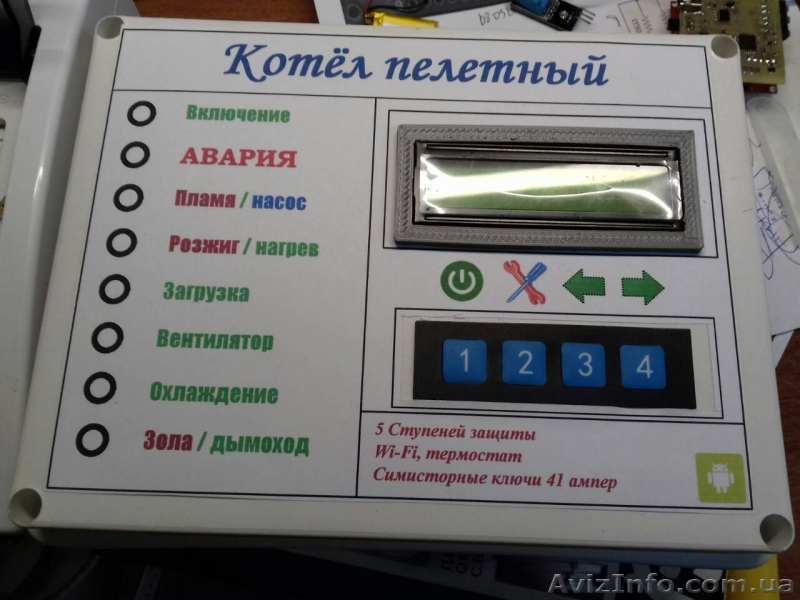 Котёл пелетный
Включение
АВАРИЯ
Пламя / насос
Розжиг / нагрев
Загрузка
Вентилятор
Охлаждение
Зола / дымоход
1 2 3 4
5 Ступеней защиты
Wi-Fi, термостат
Симисторные ключи 41 ампер
AvizInfo.com.ua